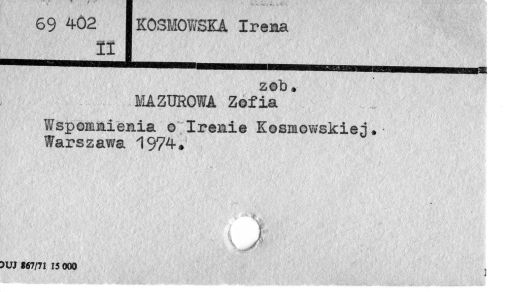 69 402
II
KOSMOWSKA Irena
zob.
MAZUROWA Zofia
Wspomnienia o Irenie Kosmowskiej.
Warszawa 1974.
DUJ 867/71 15 000